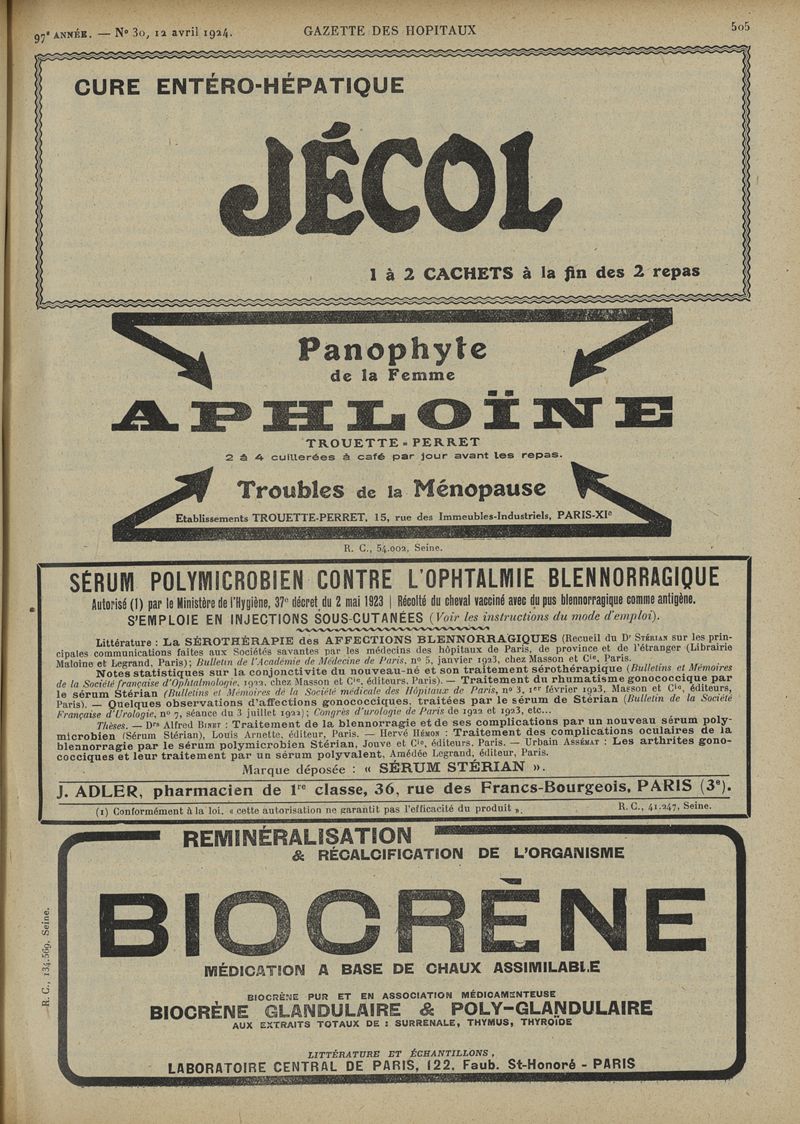 97e ANNÉE. — No 30, 12 avril 1924. GAZETTE DES HOPITAUX 505
CURE ENTÉRO-HÉPATIQUE
JÉCOL
1 à 2 CACHETS à la fin des 2 repas
Panophyte
de la Femme
APHLOÏNE
TROUETTE-PERRET
2 à 4 cuillerées à café par jour avant les repas.
Troubles de la Ménopause
Etablissements TROUETTE-PERRET, 15, rue des Immeubles-Industriels, PARIS-XIe
R. C., 54.002, Seine.
SÉRUM POLYMICROBIEN CONTRE L'OPHTALMIE BLENNORRAGIQUE
Autorisé (1) par le Ministère de l'Hygiène, 37e décret du 2 mai 1923 | Récolté du cheval vacciné avec du pus blennorragique comme antigène.
S'EMPLOIE EN INJECTIONS SOUS-CUTANÉES (Voir les instructions du mode d'emploi).
Littérature : LA SÉROTHÉRAPIE des AFFECTIONS BLENNORRAGIQUES (Recueil du Dr STÉRIAN sur les prin-
cipales communications faites aux Sociétés savantes par les médecins des hôpitaux de Paris, de province et de l'étranger (Librairie
Maloine et Legrand, Paris); Bulletin de l'Académie de Médecine de Paris, no 5, janvier 1923, chez Masson et Cie, Paris.
Notes statistiques sur la conjonctivite du nouveau-né et son traitement sérothérapique (Bulletins et Mémoires
de la Société française d'Ophtalmologie, 1922, chez Masson et Cie, éditeurs, Paris). — Traitement du rhumatisme gonococcique par
le sérum Stérian (Bulletins et Mémoires de la Société médicale des Hôpitaux de Paris, no 3, 1er février 1923, Masson et Cie, éditeurs,
Paris). — Quelques observations d'affections gonococciques, traitées par le sérum de Stérian (Bulletin de la Société
Française d'Urologie, no 7, séance du 3 juillet 1922); Congrès d'urologie de Paris de 1922 et 1923, etc...
Thèses. — Drs Alfred BINET : Traitement de la blennorragie et de ses complications par un nouveau sérum poly-
microbien (Sérum Stérian), Louis Arnette, éditeur, Paris. — Hervé HÉMON : Traitement des complications oculaires de la
blennorragie par le sérum polymicrobien Stérian, Jouve et Cie, éditeurs, Paris. — Urbain ASSÉMAT : Les arthrites gono-
cocciques et leur traitement par un sérum polyvalent, Amédée Legrand, éditeur, Paris.
Marque déposée : « SÉRUM STÉRIAN ».
J. ADLER, pharmacien de 1re classe, 36, rue des Francs-Bourgeois, PARIS (3e).
(1) Conformément à la loi, « cette autorisation ne garantit pas l'efficacité du produit ». R. C., 41.247, Seine.
REMINÉRALISATION
& RÉCALCIFICATION DE L'ORGANISME
BIOCRÈNE
MÉDICATION A BASE DE CHAUX ASSIMILABLE
BIOCRÈNE PUR ET EN ASSOCIATION MÉDICAMENTEUSE
BIOCRÈNE GLANDULAIRE & POLY-GLANDULAIRE
AUX EXTRAITS TOTAUX DE : SURRENALE, THYMUS, THYROÏDE
LITTÉRATURE ET ÉCHANTILLONS,
LABORATOIRE CENTRAL DE PARIS, 122, Faub. St-Honoré - PARIS
R. C., 134.569, Seine.